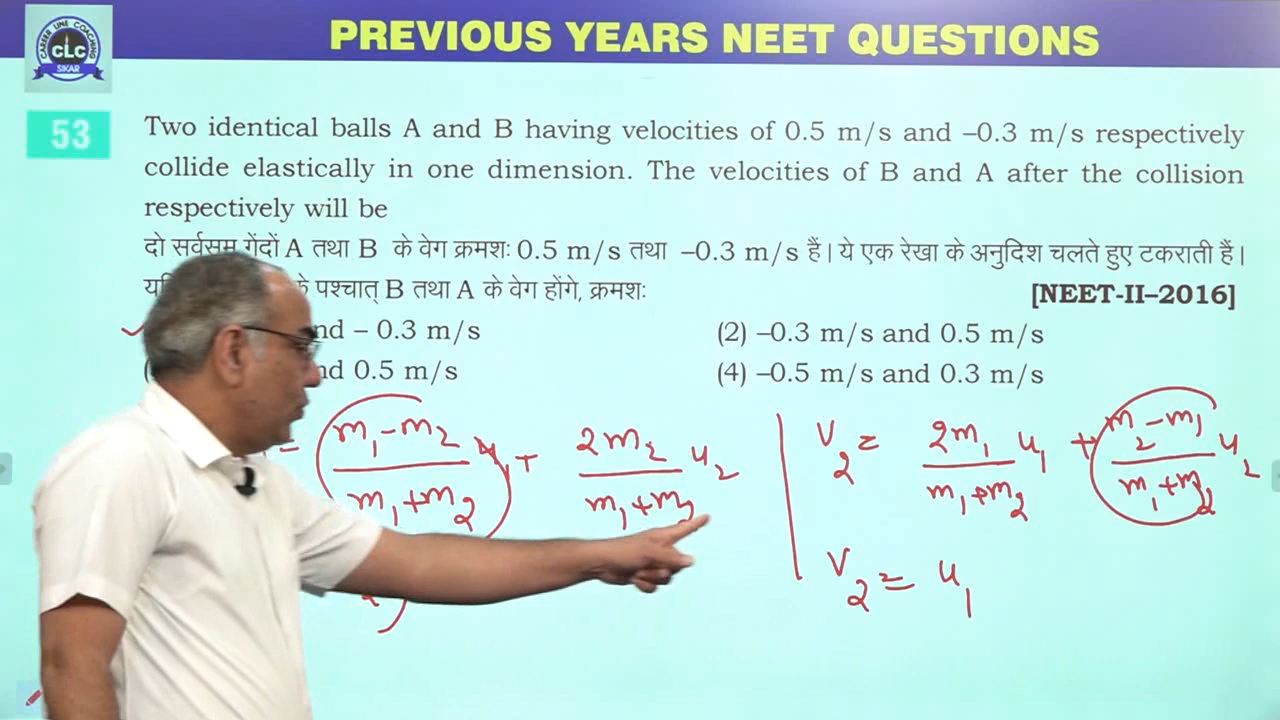 CAREER LINE COACHING
CLC
SIKAR
PREVIOUS YEARS NEET QUESTIONS
53
Two identical balls A and B having velocities of 0.5 m/s and –0.3 m/s respectively
collide elastically in one dimension. The velocities of B and A after the collision
respectively will be
दो सर्वसम गेंदों A तथा B के वेग क्रमशः 0.5 m/s तथा –0.3 m/s हैं। ये एक रेखा के अनुदिश चलते हुए टकराती हैं।
के पश्चात् B तथा A के वेग होंगे, क्रमशः
[NEET-II–2016]
– 0.3 m/s
(2) –0.3 m/s and 0.5 m/s
0.5 m/s
(4) –0.5 m/s and 0.3 m/s
= m₁-m₂/m₁+m₂ u₁ + 2m₂/m₁+m₂ u₂
v₂ = 2m₁/m₁+m₂ u₁ + m₂-m₁/m₁+m₂ u₂
v₂ = u₁